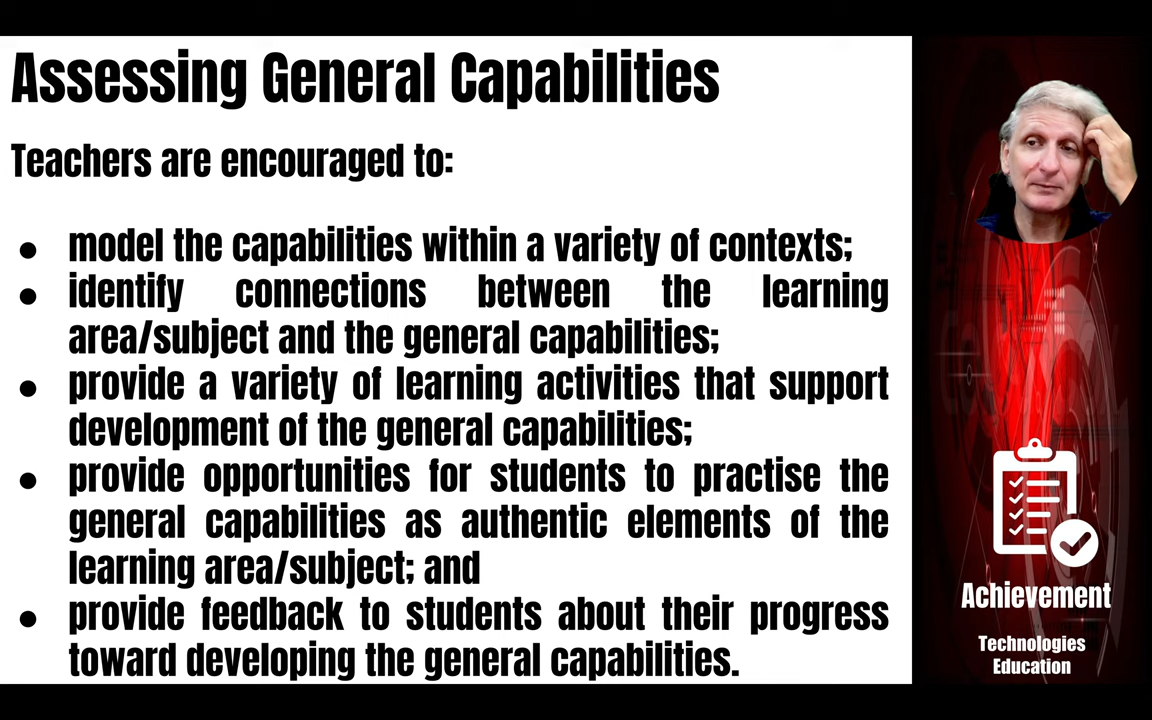 Assessing General Capabilities
Teachers are encouraged to:
● model the capabilities within a variety of contexts;
● identify connections between the learning
area/subject and the general capabilities;
● provide a variety of learning activities that support
development of the general capabilities;
● provide opportunities for students to practise the
general capabilities as authentic elements of the
learning area/subject; and
● provide feedback to students about their progress
toward developing the general capabilities.
Achievement
Technologies
Education